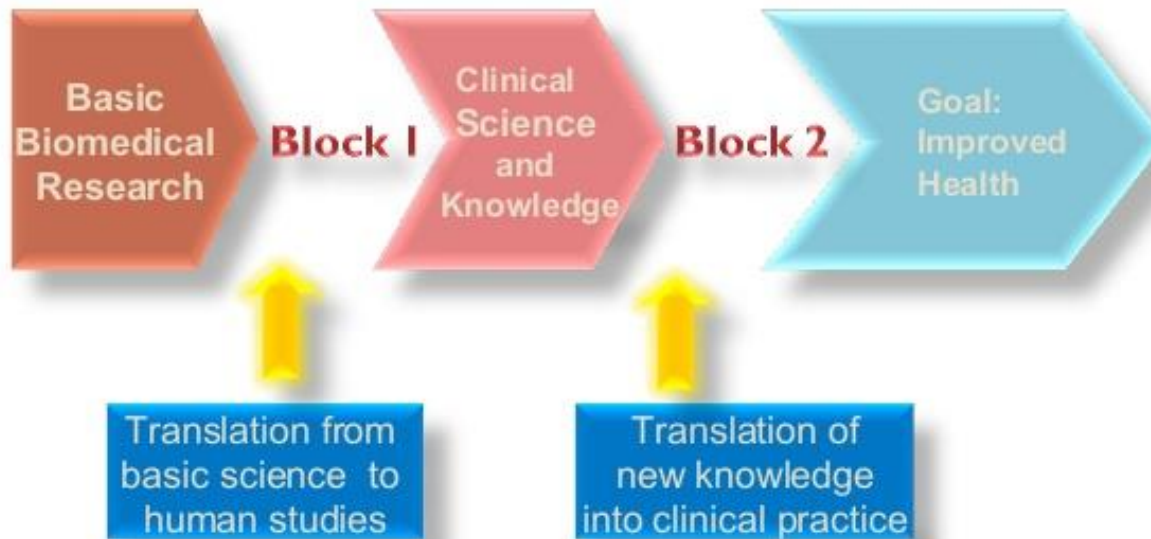 Basic
Biomedical
Research
Block 1
Clinical
Science
and
Knowledge
Block 2
Goal:
Improved
Health
Translation from
basic science to
human studies
Translation of
new knowledge
into clinical practice